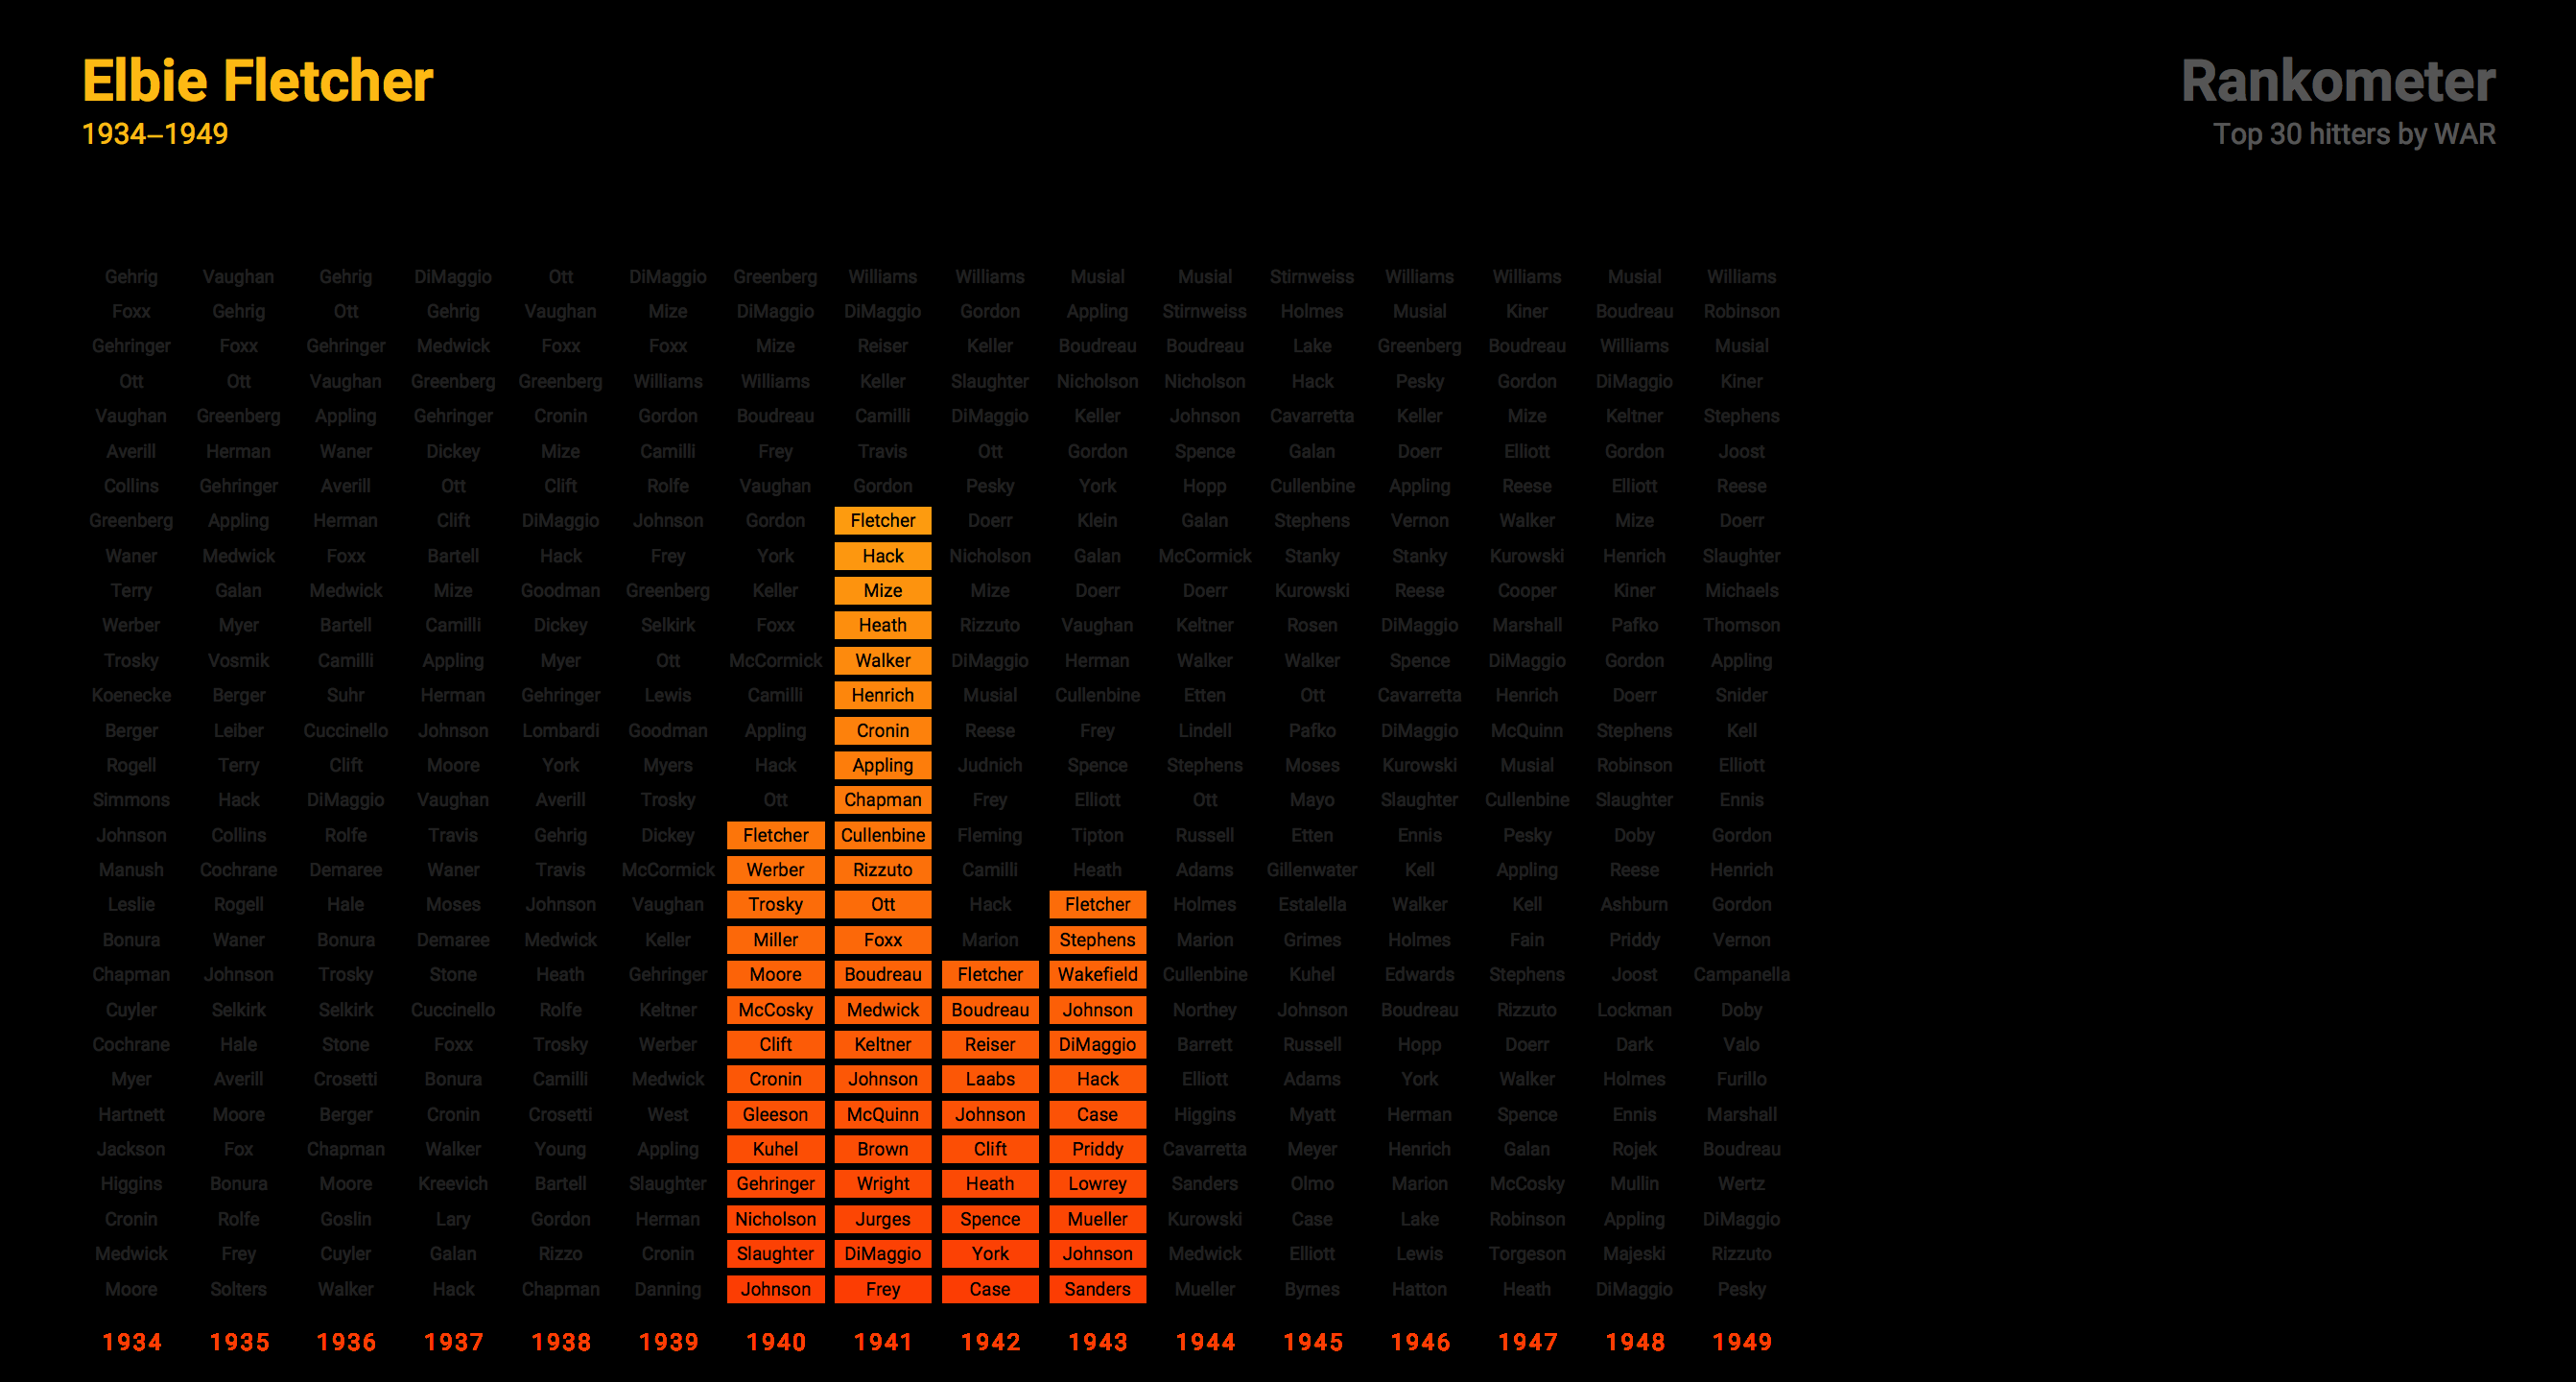 Elbie Fletcher
1934–1949
Rankometer
Top 30 hitters by WAR
Gehrig Vaughan Gehrig DiMaggio Ott DiMaggio Greenberg Williams Williams Musial Musial Stirnweiss Williams Williams Musial Williams
Foxx Gehrig Ott Gehrig Vaughan Mize DiMaggio DiMaggio Gordon Appling Stirnweiss Holmes Musial Kiner Boudreau Robinson
Gehringer Foxx Gehringer Medwick Foxx Foxx Mize Reiser Keller Boudreau Boudreau Lake Greenberg Boudreau Williams Musial
Ott Ott Vaughan Greenberg Greenberg Williams Williams Keller Slaughter Nicholson Nicholson Hack Pesky Gordon DiMaggio Kiner
Vaughan Greenberg Appling Gehringer Cronin Gordon Boudreau Camilli DiMaggio Keller Johnson Cavarretta Keller Mize Keltner Stephens
Averill Herman Waner Dickey Mize Camilli Frey Travis Ott Gordon Spence Galan Doerr Elliott Gordon Joost
Collins Gehringer Averill Ott Clift Rolfe Vaughan Gordon Pesky York Hopp Cullenbine Appling Reese Elliott Reese
Greenberg Appling Herman Clift DiMaggio Johnson Gordon Fletcher Doerr Klein Galan Stephens Vernon Walker Mize Doerr
Waner Medwick Foxx Bartell Hack Frey York Hack Nicholson Galan McCormick Stanky Stanky Kurowski Henrich Slaughter
Terry Galan Medwick Mize Goodman Greenberg Keller Mize Mize Doerr Doerr Kurowski Reese Cooper Kiner Michaels
Werber Myer Bartell Camilli Dickey Selkirk Foxx Heath Rizzuto Vaughan Keltner Rosen DiMaggio Marshall Pafko Thomson
Trosky Vosmik Camilli Appling Myer Ott McCormick Walker DiMaggio Herman Walker Walker Spence DiMaggio Gordon Appling
Koenecke Berger Suhr Herman Gehringer Lewis Camilli Henrich Musial Cullenbine Etten Ott Cavarretta Henrich Doerr Snider
Berger Leiber Cuccinello Johnson Lombardi Goodman Appling Cronin Reese Frey Lindell Pafko DiMaggio McQuinn Stephens Kell
Rogell Terry Clift Moore York Myers Hack Appling Judnich Spence Stephens Moses Kurowski Musial Robinson Elliott
Simmons Hack DiMaggio Vaughan Averill Trosky Ott Chapman Frey Elliott Ott Mayo Slaughter Cullenbine Slaughter Ennis
Johnson Collins Rolfe Travis Gehrig Dickey Fletcher Cullenbine Fleming Tipton Russell Etten Ennis Pesky Doby Gordon
Manush Cochrane Demaree Waner Travis McCormick Werber Rizzuto Camilli Heath Adams Gillenwater Kell Appling Reese Henrich
Leslie Rogell Hale Moses Johnson Vaughan Trosky Ott Hack Fletcher Holmes Estalella Walker Kell Ashburn Gordon
Bonura Waner Bonura Demaree Medwick Keller Miller Foxx Marion Stephens Marion Grimes Holmes Fain Priddy Vernon
Chapman Johnson Trosky Stone Heath Gehringer Moore Boudreau Fletcher Wakefield Cullenbine Kuhel Edwards Stephens Joost Campanella
Cuyler Selkirk Selkirk Cuccinello Rolfe Keltner McCosky Medwick Boudreau Johnson Northey Johnson Boudreau Rizzuto Lockman Doby
Cochrane Hale Stone Foxx Trosky Werber Clift Keltner Reiser DiMaggio Barrett Russell Hopp Doerr Dark Valo
Myer Averill Crosetti Bonura Camilli Medwick Cronin Johnson Laabs Hack Elliott Adams York Walker Holmes Furillo
Hartnett Moore Berger Cronin Crosetti West Gleeson McQuinn Johnson Case Higgins Myatt Herman Spence Ennis Marshall
Jackson Fox Chapman Walker Young Appling Kuhel Brown Clift Priddy Cavarretta Meyer Henrich Galan Rojek Boudreau
Higgins Bonura Moore Kreevich Bartell Slaughter Gehringer Wright Heath Lowrey Sanders Olmo Marion McCosky Mullin Wertz
Cronin Rolfe Goslin Lary Gordon Herman Nicholson Jurges Spence Mueller Kurowski Case Lake Robinson Appling DiMaggio
Medwick Frey Cuyler Galan Rizzo Cronin Slaughter DiMaggio York Johnson Medwick Elliott Lewis Torgeson Majeski Rizzuto
Moore Solters Walker Hack Chapman Danning Johnson Frey Case Sanders Mueller Byrnes Hatton Heath DiMaggio Pesky
1934 1935 1936 1937 1938 1939 1940 1941 1942 1943 1944 1945 1946 1947 1948 1949